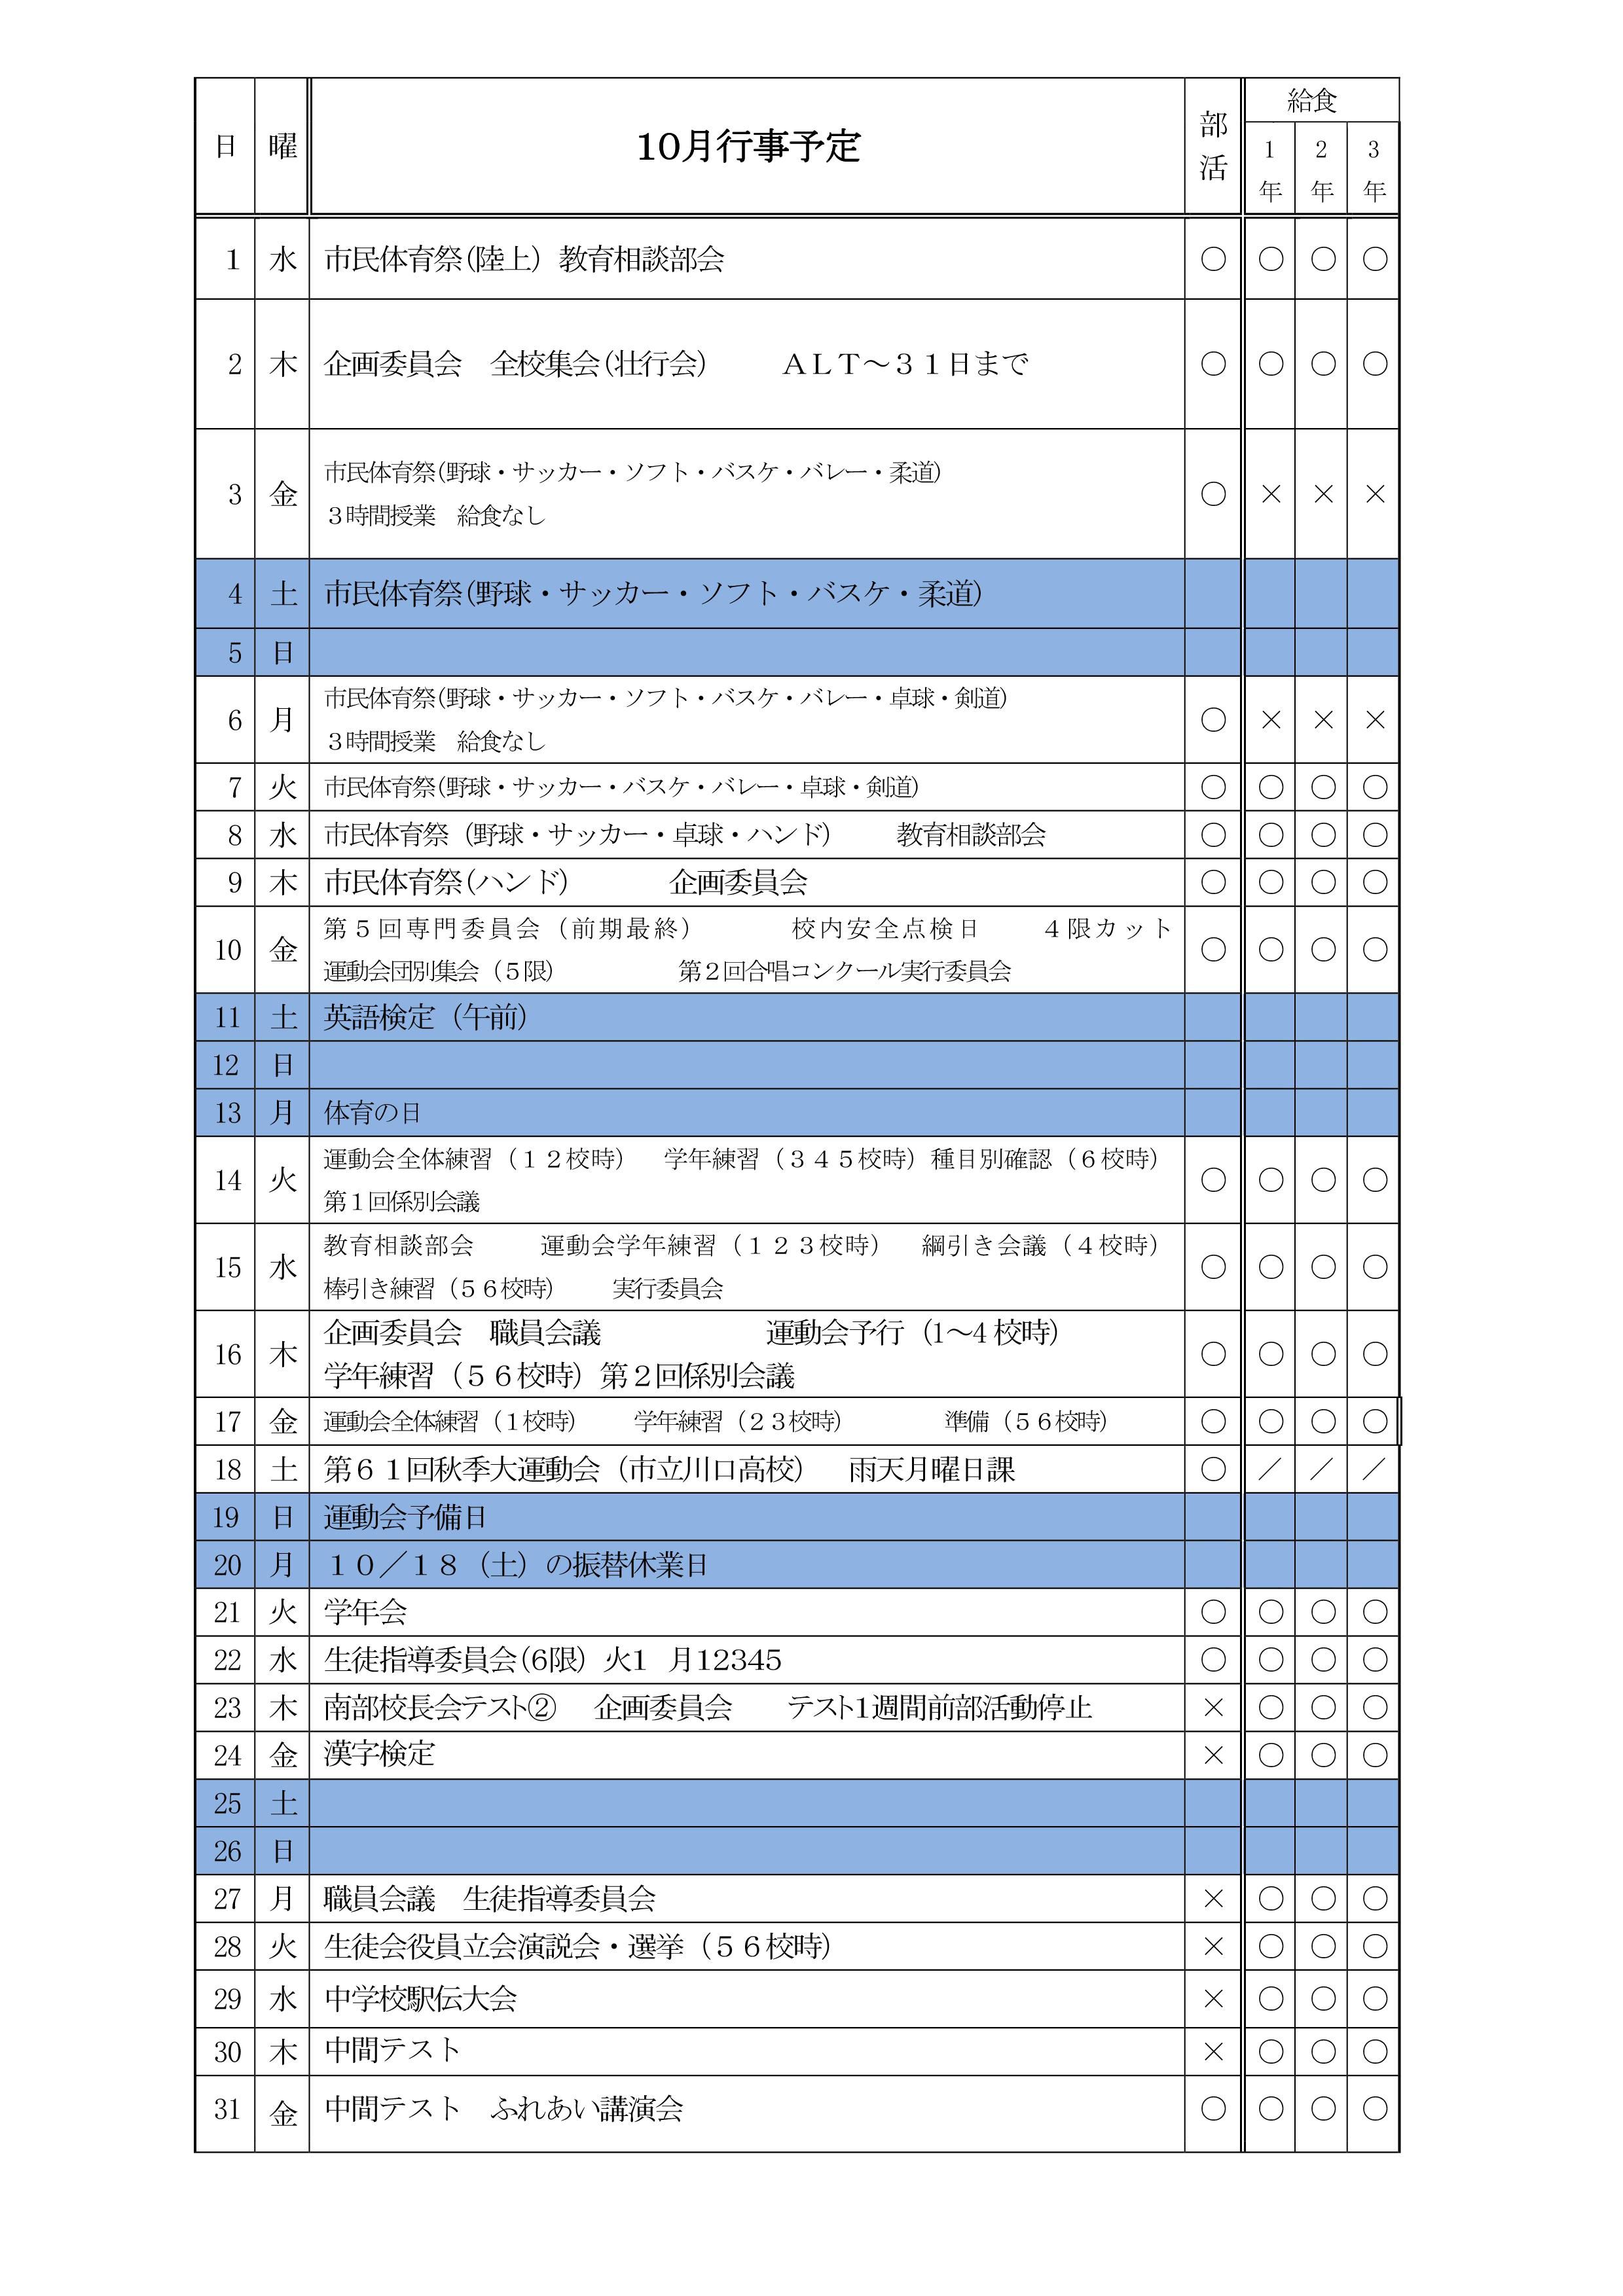 日 曜 10月行事予定 部活 給食
1年 2年 3年
1 水 市民体育祭(陸上) 教育相談部会 ○ ○ ○ ○
2 木 企画委員会　全校集会(壮行会)　　ＡＬＴ～３１日まで ○ ○ ○ ○
3 金 市民体育祭(野球・サッカー・ソフト・バスケ・バレー・柔道)
３時間授業　給食なし ○ × × ×
4 土 市民体育祭(野球・サッカー・ソフト・バスケ・柔道)
5 日
6 月 市民体育祭(野球・サッカー・ソフト・バスケ・バレー・卓球・剣道)
３時間授業　給食なし ○ × × ×
7 火 市民体育祭(野球・サッカー・バスケ・バレー・卓球・剣道) ○ ○ ○ ○
8 水 市民体育祭（野球・サッカー・卓球・ハンド）　　教育相談部会 ○ ○ ○ ○
9 木 市民体育祭(ハンド)　　　企画委員会 ○ ○ ○ ○
10 金 第５回専門委員会（前期最終）　　　校内安全点検日　　４限カット
運動会団別集会（５限）　　　　　第２回合唱コンクール実行委員会 ○ ○ ○ ○
11 土 英語検定（午前）
12 日
13 月 体育の日
14 火 運動会全体練習（１２校時）　学年練習（３４５校時）種目別確認（６校時）
第１回係別会議 ○ ○ ○ ○
15 水 教育相談部会　　運動会学年練習（１２３校時）　綱引き会議（４校時）
棒引き練習（５６校時）　　実行委員会 ○ ○ ○ ○
16 木 企画委員会　職員会議　　　　　　運動会予行（1～4 校時）
学年練習（５６校時）第２回係別会議 ○ ○ ○ ○
17 金 運動会全体練習（１校時）　　学年練習（２３校時）　　　　準備（５６校時） ○ ○ ○ ○
18 土 第６１回秋季大運動会（市立川口高校）　雨天月曜日課 ○ ／ ／ ／
19 日 運動会予備日
20 月 １０／１８（土）の振替休業日
21 火 学年会 ○ ○ ○ ○
22 水 生徒指導委員会(6限) 火1 月12345 ○ ○ ○ ○
23 木 南部校長会テスト②　企画委員会　　テスト1週間前部活動停止 × ○ ○ ○
24 金 漢字検定 × ○ ○ ○
25 土
26 日
27 月 職員会議　生徒指導委員会 × ○ ○ ○
28 火 生徒会役員立会演説会・選挙（５６校時） × ○ ○ ○
29 水 中学校駅伝大会 × ○ ○ ○
30 木 中間テスト × ○ ○ ○
31 金 中間テスト　ふれあい講演会 ○ ○ ○ ○